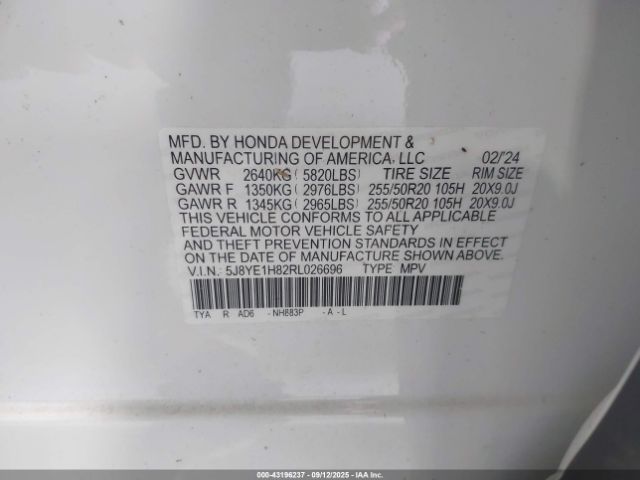 MFD. BY HONDA DEVELOPMENT &
MANUFACTURING OF AMERICA, LLC 02/'24
GVWR 2640KG ( 5820LBS) TIRE SIZE RIM SIZE
GAWR F 1350KG ( 2976LBS) 255/50R20 105H 20X9.0J
GAWR R 1345KG ( 2965LBS) 255/50R20 105H 20X9.0J
THIS VEHICLE CONFORMS TO ALL APPLICABLE
FEDERAL MOTOR VEHICLE SAFETY
AND THEFT PREVENTION STANDARDS IN EFFECT
ON THE DATE OF MANUFACTURE SHOWN ABOVE.
V.I.N.: 5J8YE1H82RL026696 TYPE MPV
TYA R AD6 -NH883P -A-L
000-43196237 - 09/12/2025 - IAAI.COM